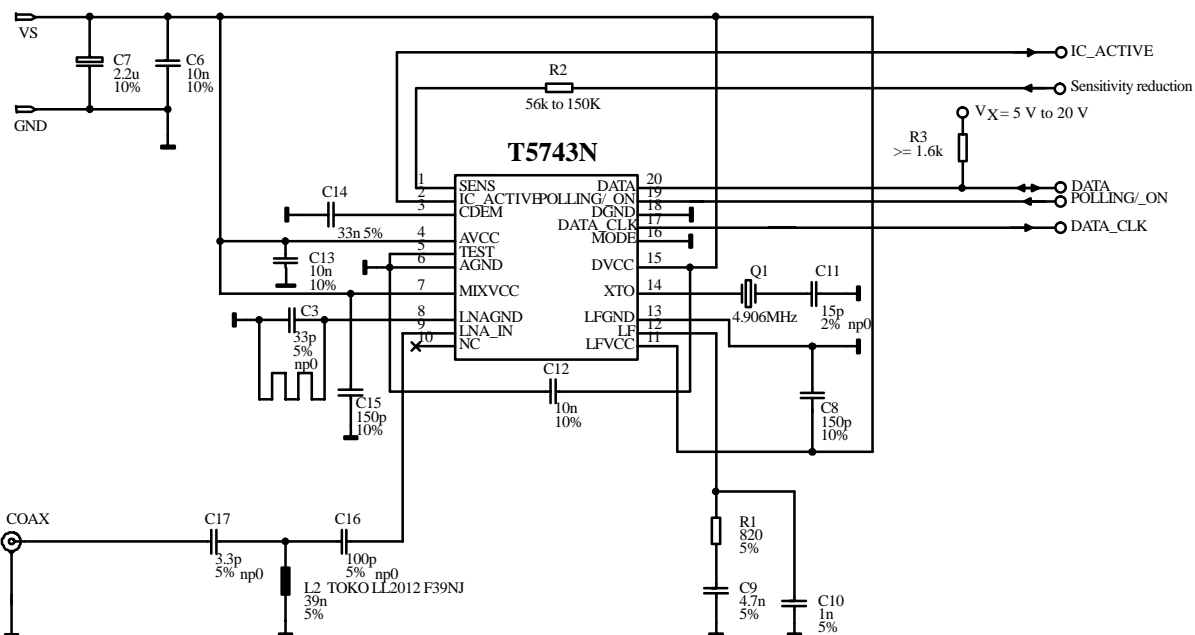 VS
IC_ACTIVE
C7
2.2u
10%
C6
10n
10%
R2
56k to 150K
Sensitivity reduction
GND
VX = 5 V to 20 V
R3
>= 1.6k
T5743N
1 SENS DATA 20
2 IC_ACTIVE POLLING/_ON 19
3 CDEM DGND 18
DATA_CLK 17
4 AVCC MODE 16
5 TEST
6 AGND DVCC 15
7 MIXVCC XTO 14
8 LNAGND LFGND 13
9 LNA_IN LF 12
10 NC LFVCC 11
DATA
POLLING/_ON
DATA_CLK
C14
33n 5%
C13
10n
10%
Q1
4.906MHz
C11
15p
2% np0
C3
33p
5%
np0
C12
10n
10%
C15
150p
10%
C8
150p
10%
COAX
C17
3.3p
5% np0
C16
100p
5% np0
L2 TOKO LL2012 F39NJ
39n
5%
R1
820
5%
C9
4.7n
5%
C10
1n
5%